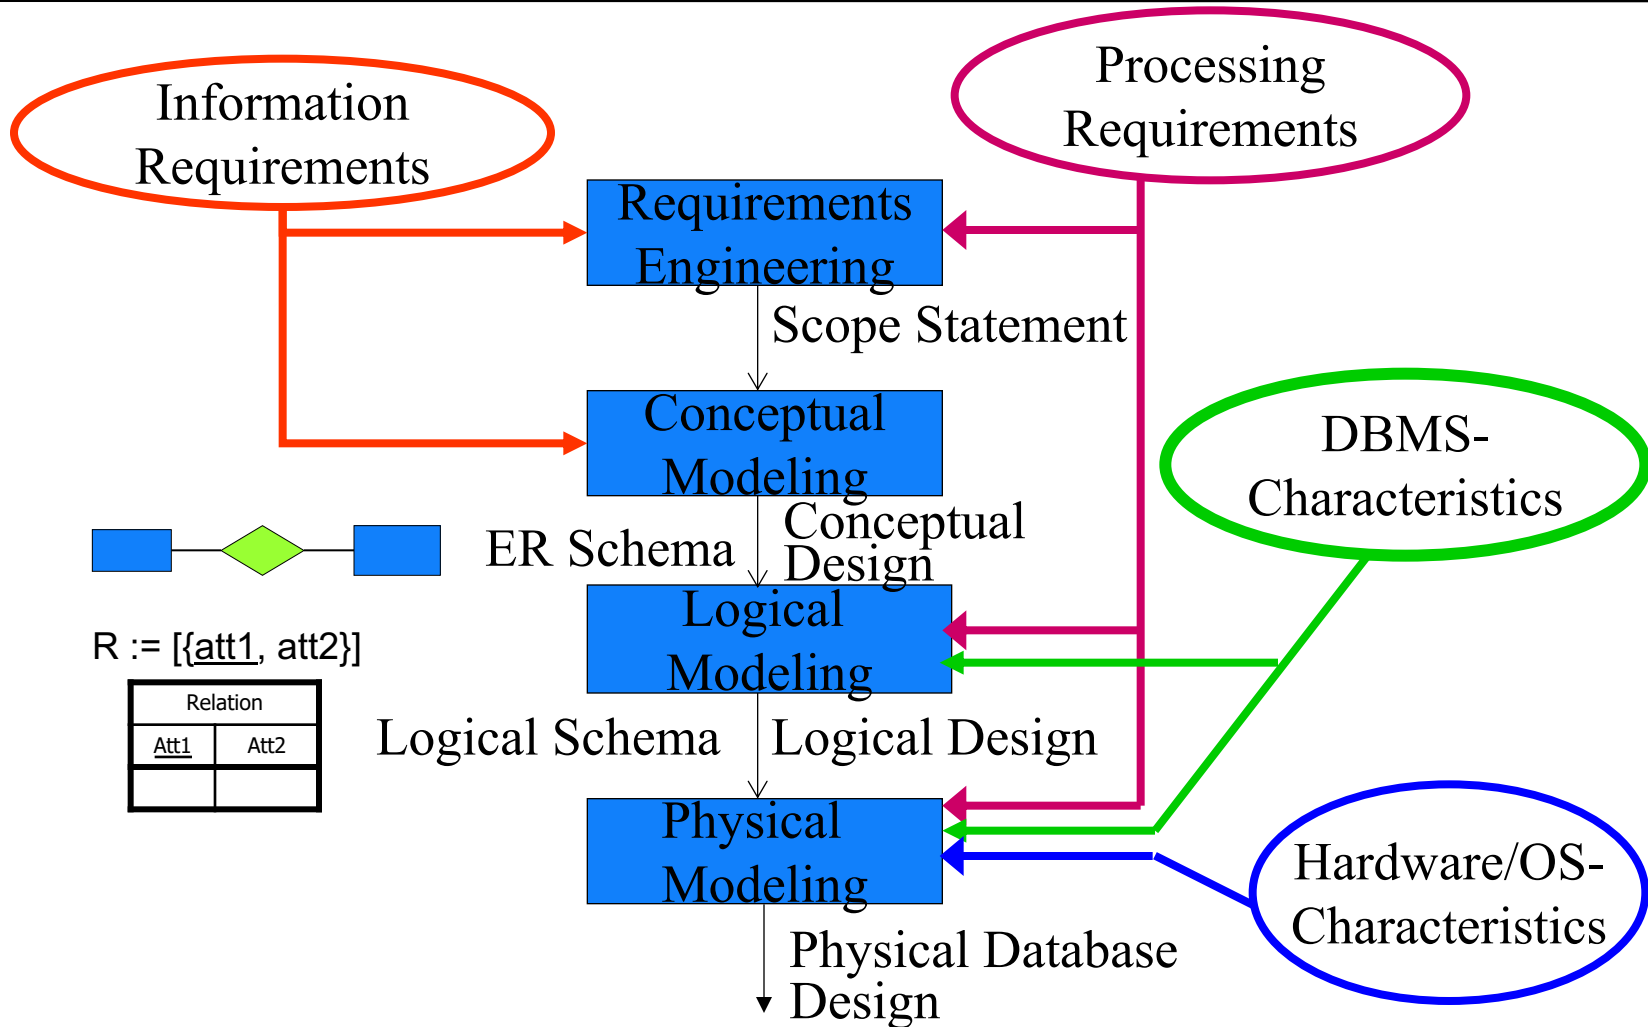 Information
Requirements
Processing
Requirements
Requirements
Engineering
Scope Statement
Conceptual
Modeling
DBMS-
Characteristics
ER Schema
Conceptual
Design
Logical
Modeling
R := [{att1, att2}]
Relation
Att1 Att2
Logical Schema
Logical Design
Physical
Modeling
Hardware/OS-
Characteristics
Physical Database
Design